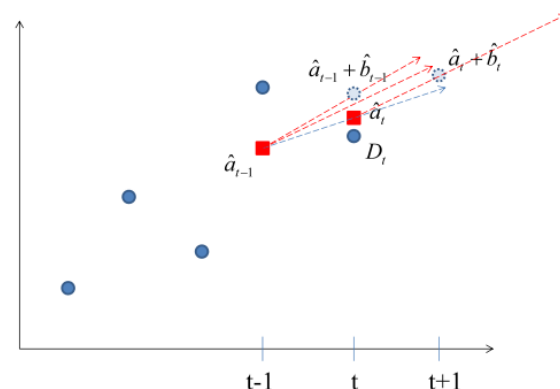 â_{t-1} + b̂_{t-1}
â_t + b̂_t
â_t
D_t
â_{t-1}
t-1
t
t+1